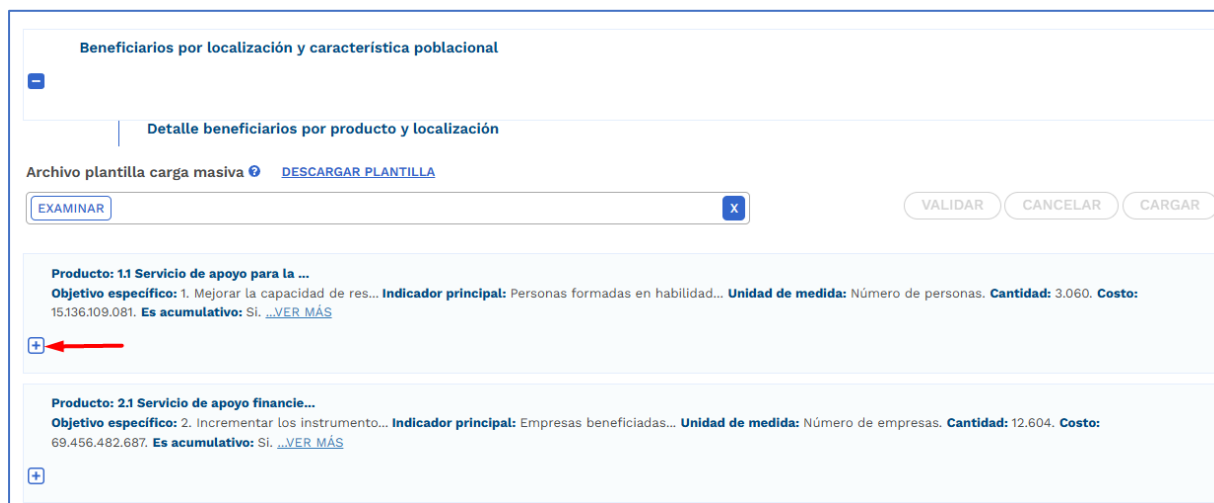 Beneficiarios por localización y característica poblacional
Detalle beneficiarios por producto y localización
Archivo plantilla carga masiva ? DESCARGAR PLANTILLA
EXAMINAR X VALIDAR CANCELAR CARGAR
Producto: 1.1 Servicio de apoyo para la ...
Objetivo específico: 1. Mejorar la capacidad de res... Indicador principal: Personas formadas en habilidad... Unidad de medida: Número de personas. Cantidad: 3.060. Costo:
15.136.109.081. Es acumulativo: Si. ...VER MÁS
Producto: 2.1 Servicio de apoyo financie...
Objetivo específico: 2. Incrementar los instrumento... Indicador principal: Empresas beneficiadas... Unidad de medida: Número de empresas. Cantidad: 12.604. Costo:
69.456.482.687. Es acumulativo: Si. ...VER MÁS